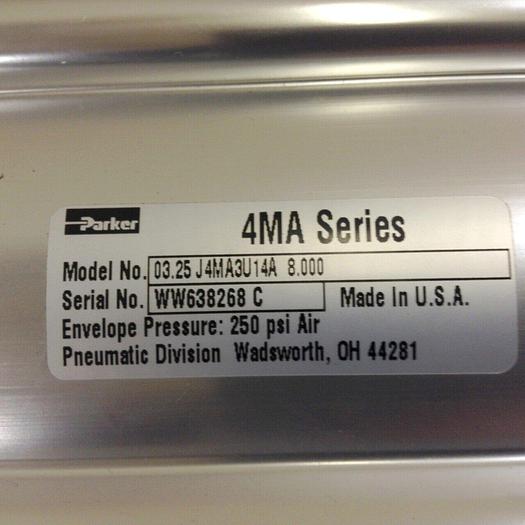 Parker
4MA Series
Model No. 03.25 J4MA3U14A 8.000
Serial No. WW638268 C Made In U.S.A.
Envelope Pressure: 250 psi Air
Pneumatic Division Wadsworth, OH 44281